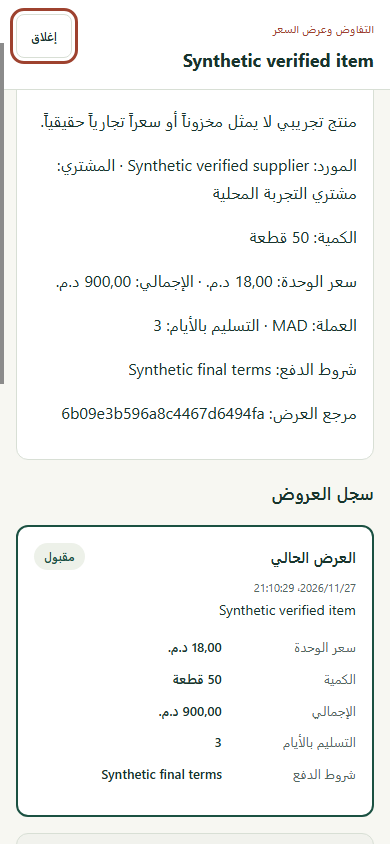 التفاوض وعرض السعر
إغلاق
Synthetic verified item
منتج تجريبي لا يمثل مخزوناً أو سعراً تجارياً حقيقياً.
المورد: Synthetic verified supplier · المشتري:
مشتري التجربة المحلية
الكمية: 50 قطعة
سعر الوحدة: 18,00 د.م. · الإجمالي: 900,00 د.م.
العملة: MAD · التسليم بالأيام: 3
شروط الدفع: Synthetic final terms
مرجع العرض: 6b09e3b596a8c4467d6494fa
سجل العروض
العرض الحالي
مقبول
2026/11/27، 21:10:29
Synthetic verified item
سعر الوحدة 18,00 د.م.
الكمية 50 قطعة
الإجمالي 900,00 د.م.
التسليم بالأيام 3
شروط الدفع Synthetic final terms